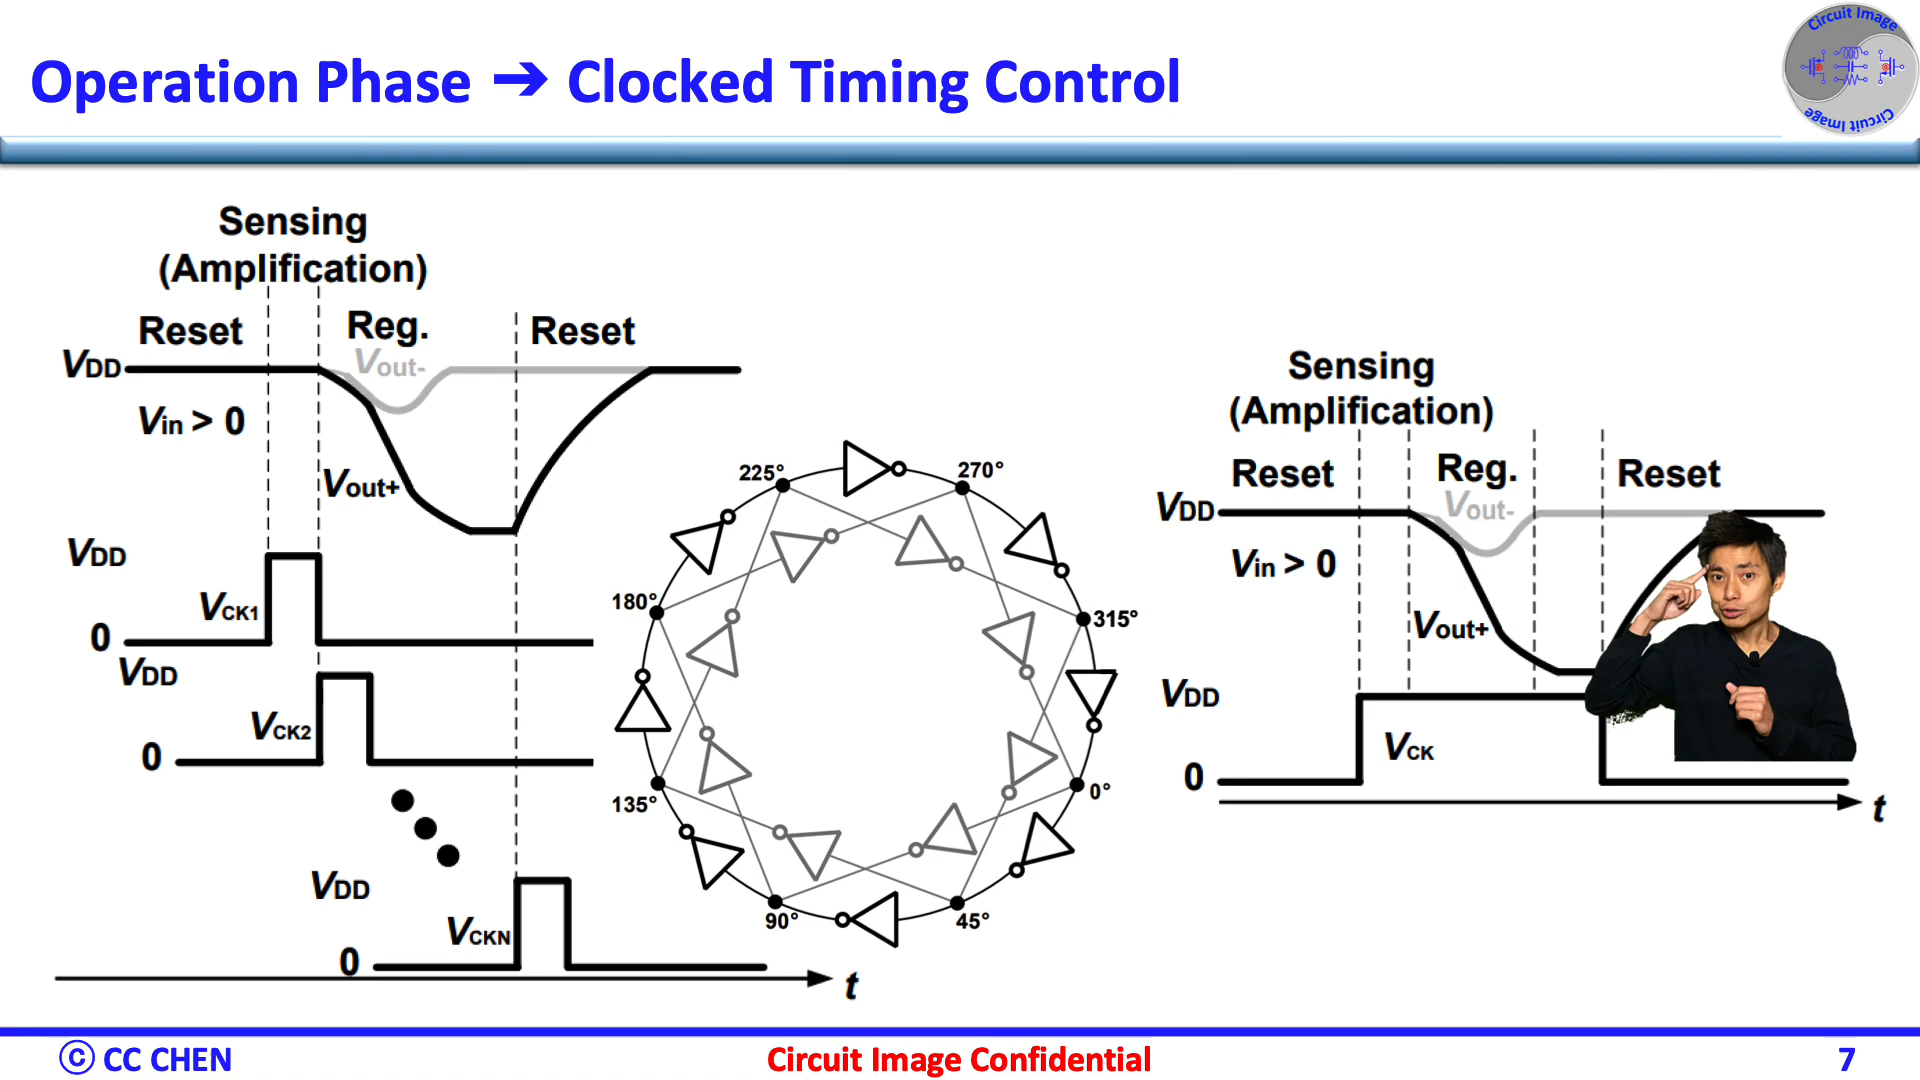 Operation Phase ➔ Clocked Timing Control
Circuit Image
Circuit Image
Sensing
(Amplification)
Reset
Reg.
Reset
VDD
Vout-
Vin > 0
Vout+
VDD
VCK1
0
VDD
VCK2
0
VDD
VCKN
0
t
225°
270°
180°
315°
135°
0°
90°
45°
Sensing
(Amplification)
Reset
Reg.
Reset
VDD
Vout-
Vin > 0
Vout+
VDD
VCK
0
t
© CC CHEN
Circuit Image Confidential
7